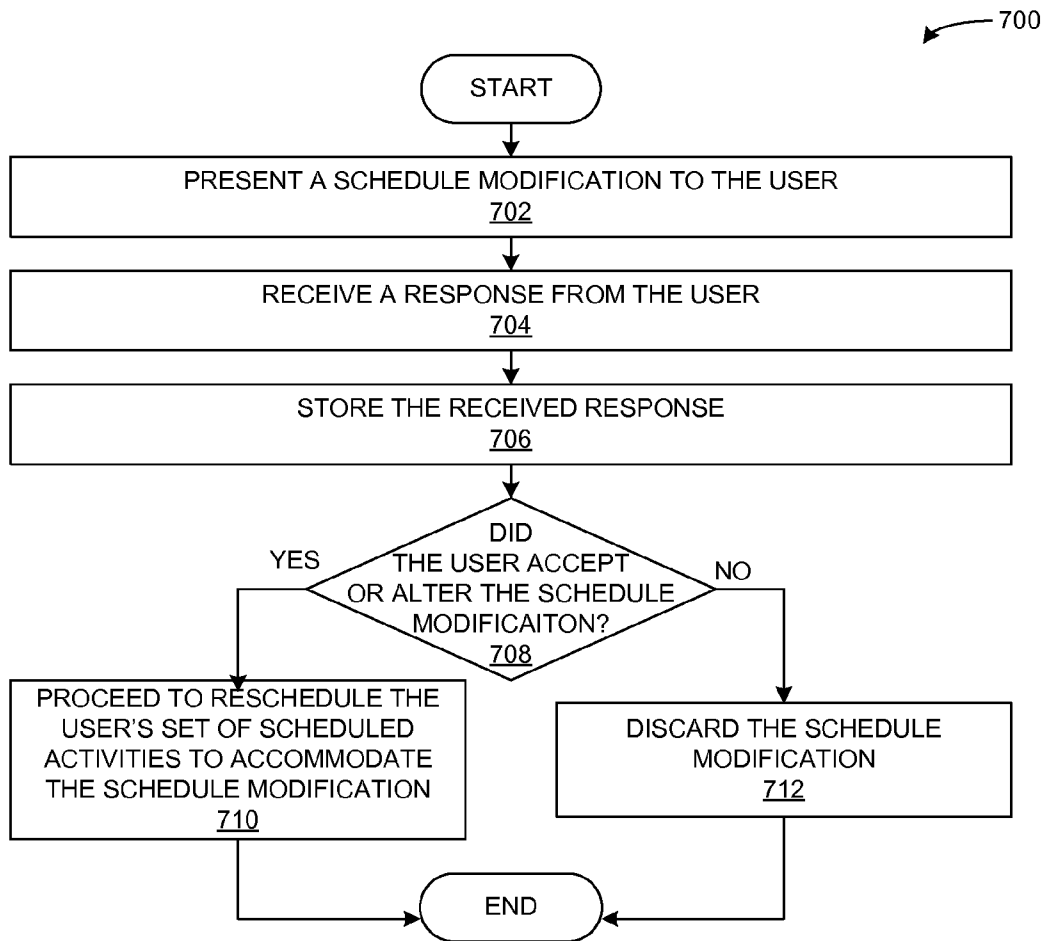 700
START
PRESENT A SCHEDULE MODIFICATION TO THE USER
702
RECEIVE A RESPONSE FROM THE USER
704
STORE THE RECEIVED RESPONSE
706
DID
THE USER ACCEPT
OR ALTER THE SCHEDULE
MODIFICAITON?
708
YES
NO
PROCEED TO RESCHEDULE THE
USER'S SET OF SCHEDULED
ACTIVITIES TO ACCOMMODATE
THE SCHEDULE MODIFICATION
710
DISCARD THE SCHEDULE
MODIFICATION
712
END